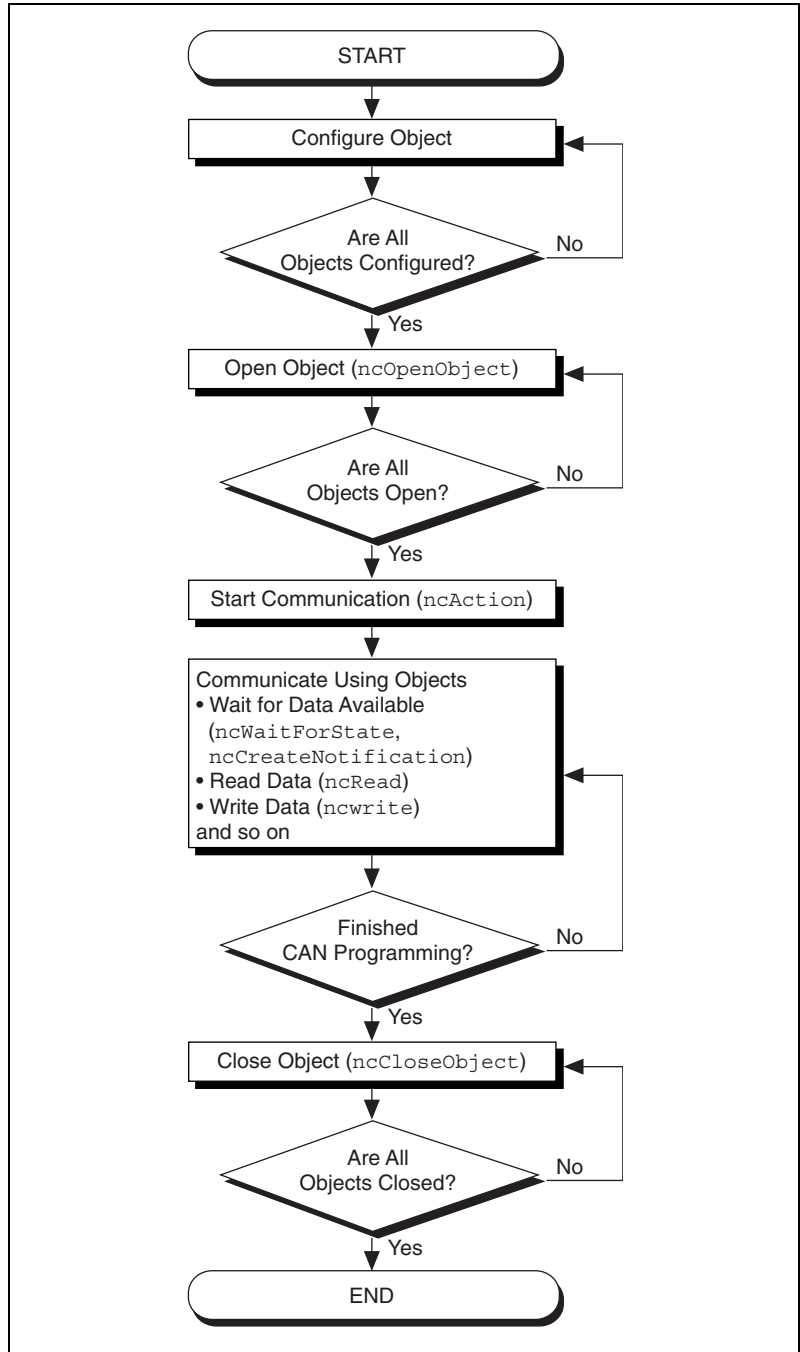 START
Configure Object
Are All
Objects Configured?
No
Yes
Open Object (ncOpenObject)
Are All
Objects Open?
No
Yes
Start Communication (ncAction)
Communicate Using Objects
• Wait for Data Available
(ncWaitForState,
ncCreateNotification)
• Read Data (ncRead)
• Write Data (ncwrite)
and so on
Finished
CAN Programming?
No
Yes
Close Object (ncCloseObject)
Are All
Objects Closed?
No
Yes
END